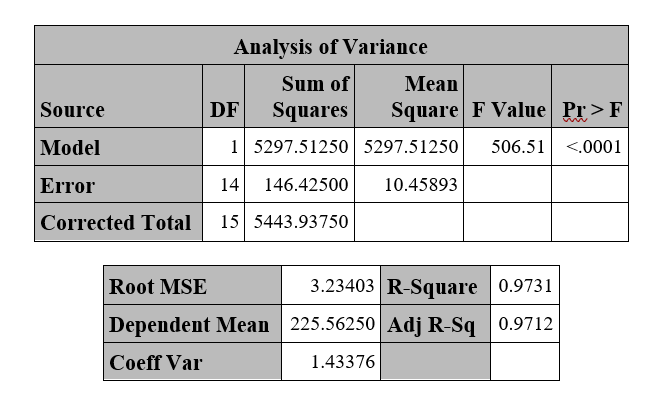 Analysis of Variance
Source DF Sum of Squares Mean Square F Value Pr > F
Model 1 5297.51250 5297.51250 506.51 <.0001
Error 14 146.42500 10.45893
Corrected Total 15 5443.93750
Root MSE 3.23403 R-Square 0.9731
Dependent Mean 225.56250 Adj R-Sq 0.9712
Coeff Var 1.43376